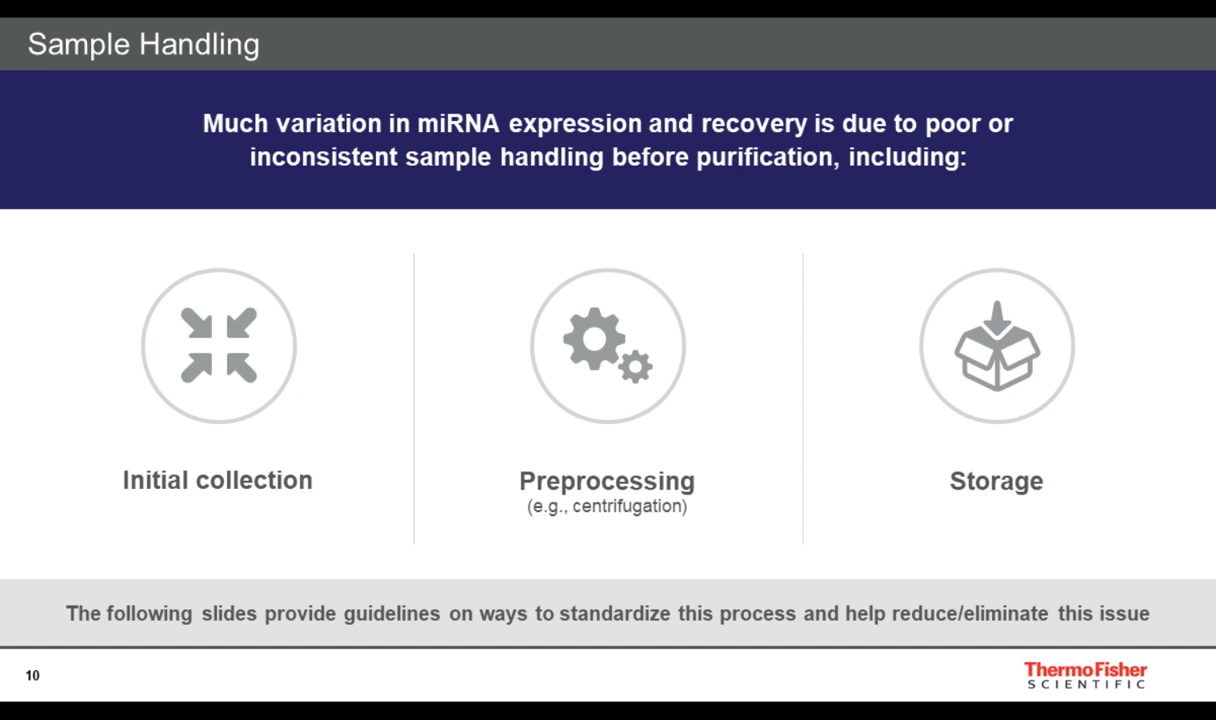 Sample Handling
Much variation in miRNA expression and recovery is due to poor or
inconsistent sample handling before purification, including:
Initial collection
Preprocessing
(e.g., centrifugation)
Storage
The following slides provide guidelines on ways to standardize this process and help reduce/eliminate this issue
10
ThermoFisher
SCIENTIFIC